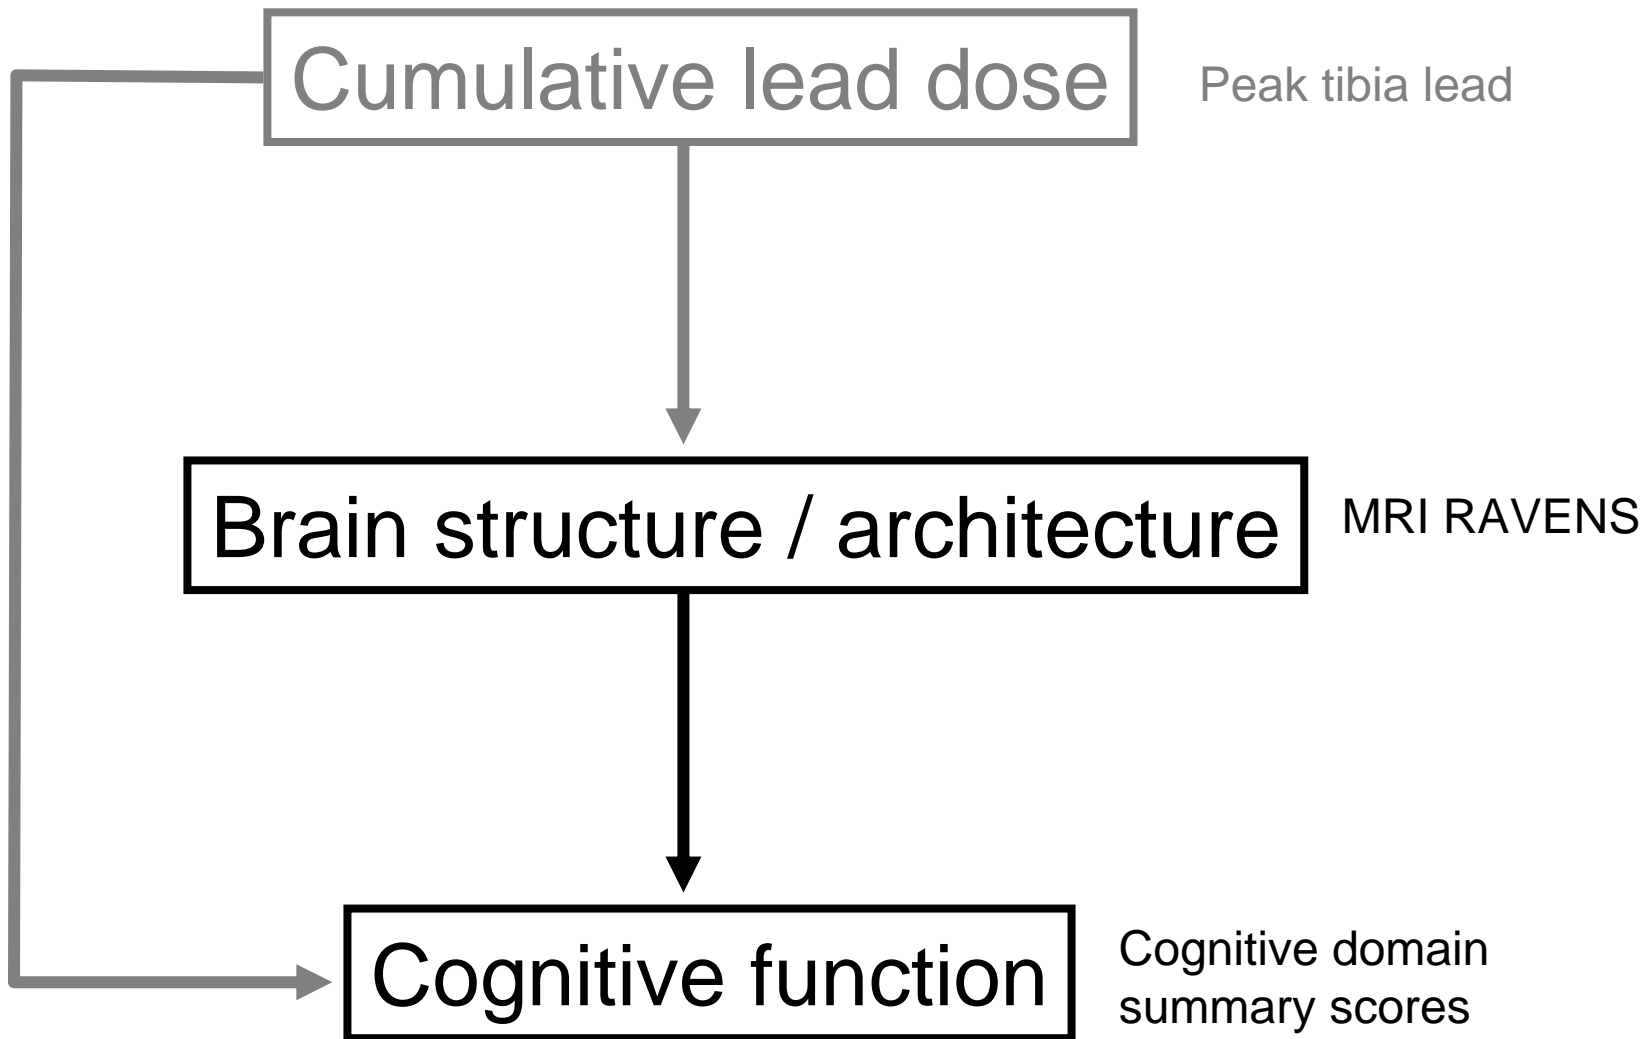 Cumulative lead dose
Peak tibia lead
Brain structure / architecture
MRI RAVENS
Cognitive function
Cognitive domain
summary scores